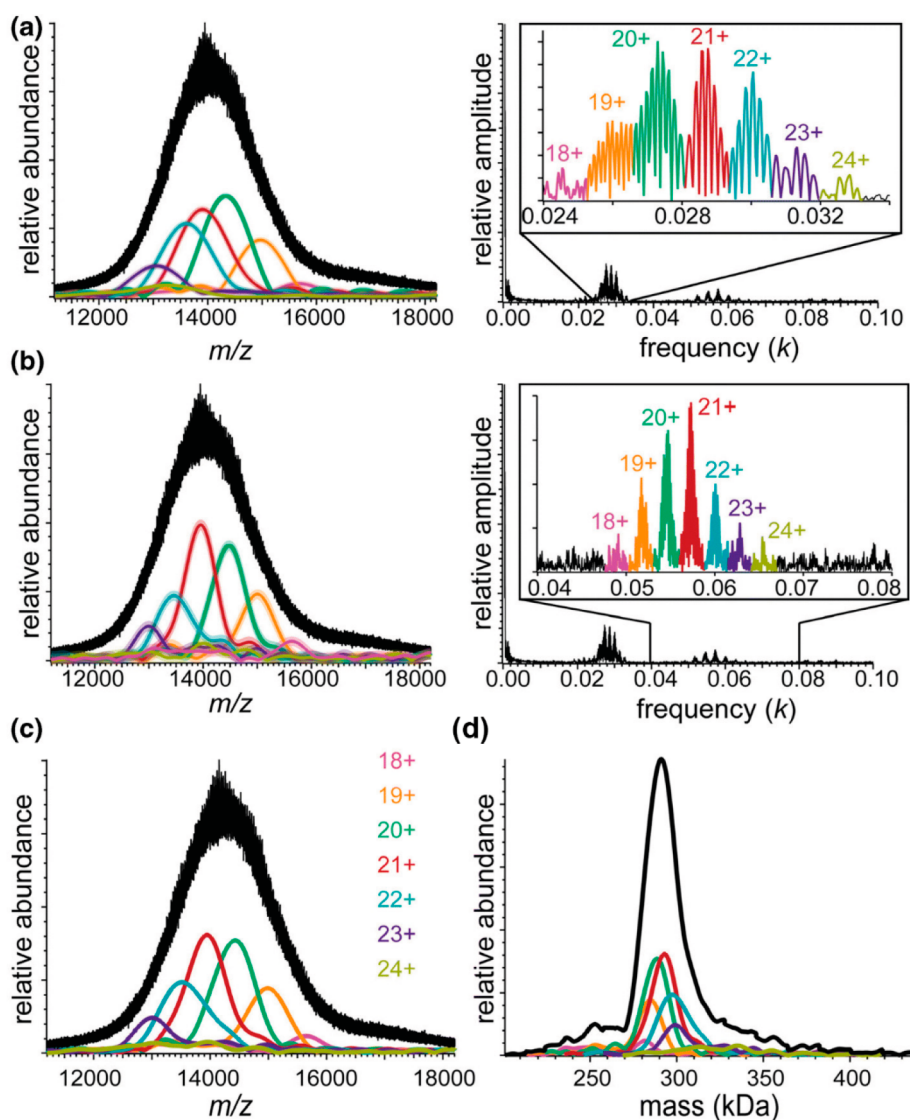 (a)
relative abundance
12000 14000 16000 18000
m/z
relative amplitude
18+ 19+ 20+ 21+ 22+ 23+ 24+
0.024 0.028 0.032
0.00 0.02 0.04 0.06 0.08 0.10
frequency (k)
(b)
relative abundance
12000 14000 16000 18000
m/z
relative amplitude
18+ 19+ 20+ 21+ 22+ 23+ 24+
0.04 0.05 0.06 0.07 0.08
0.00 0.02 0.04 0.06 0.08 0.10
frequency (k)
(c)
relative abundance
18+
19+
20+
21+
22+
23+
24+
12000 14000 16000 18000
m/z
(d)
relative abundance
250 300 350 400
mass (kDa)